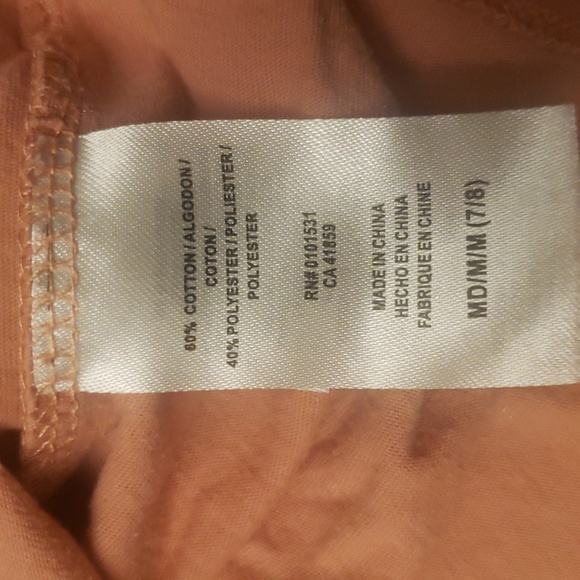 60% COTTON/ALGODON/
COTON/
40% POLYESTER/POLIESTER/
POLYESTER
RN# 0101531
CA 41859
MADE IN CHINA
HECHO EN CHINA
FABRIQUE EN CHINE
MD/M/M (7/8)